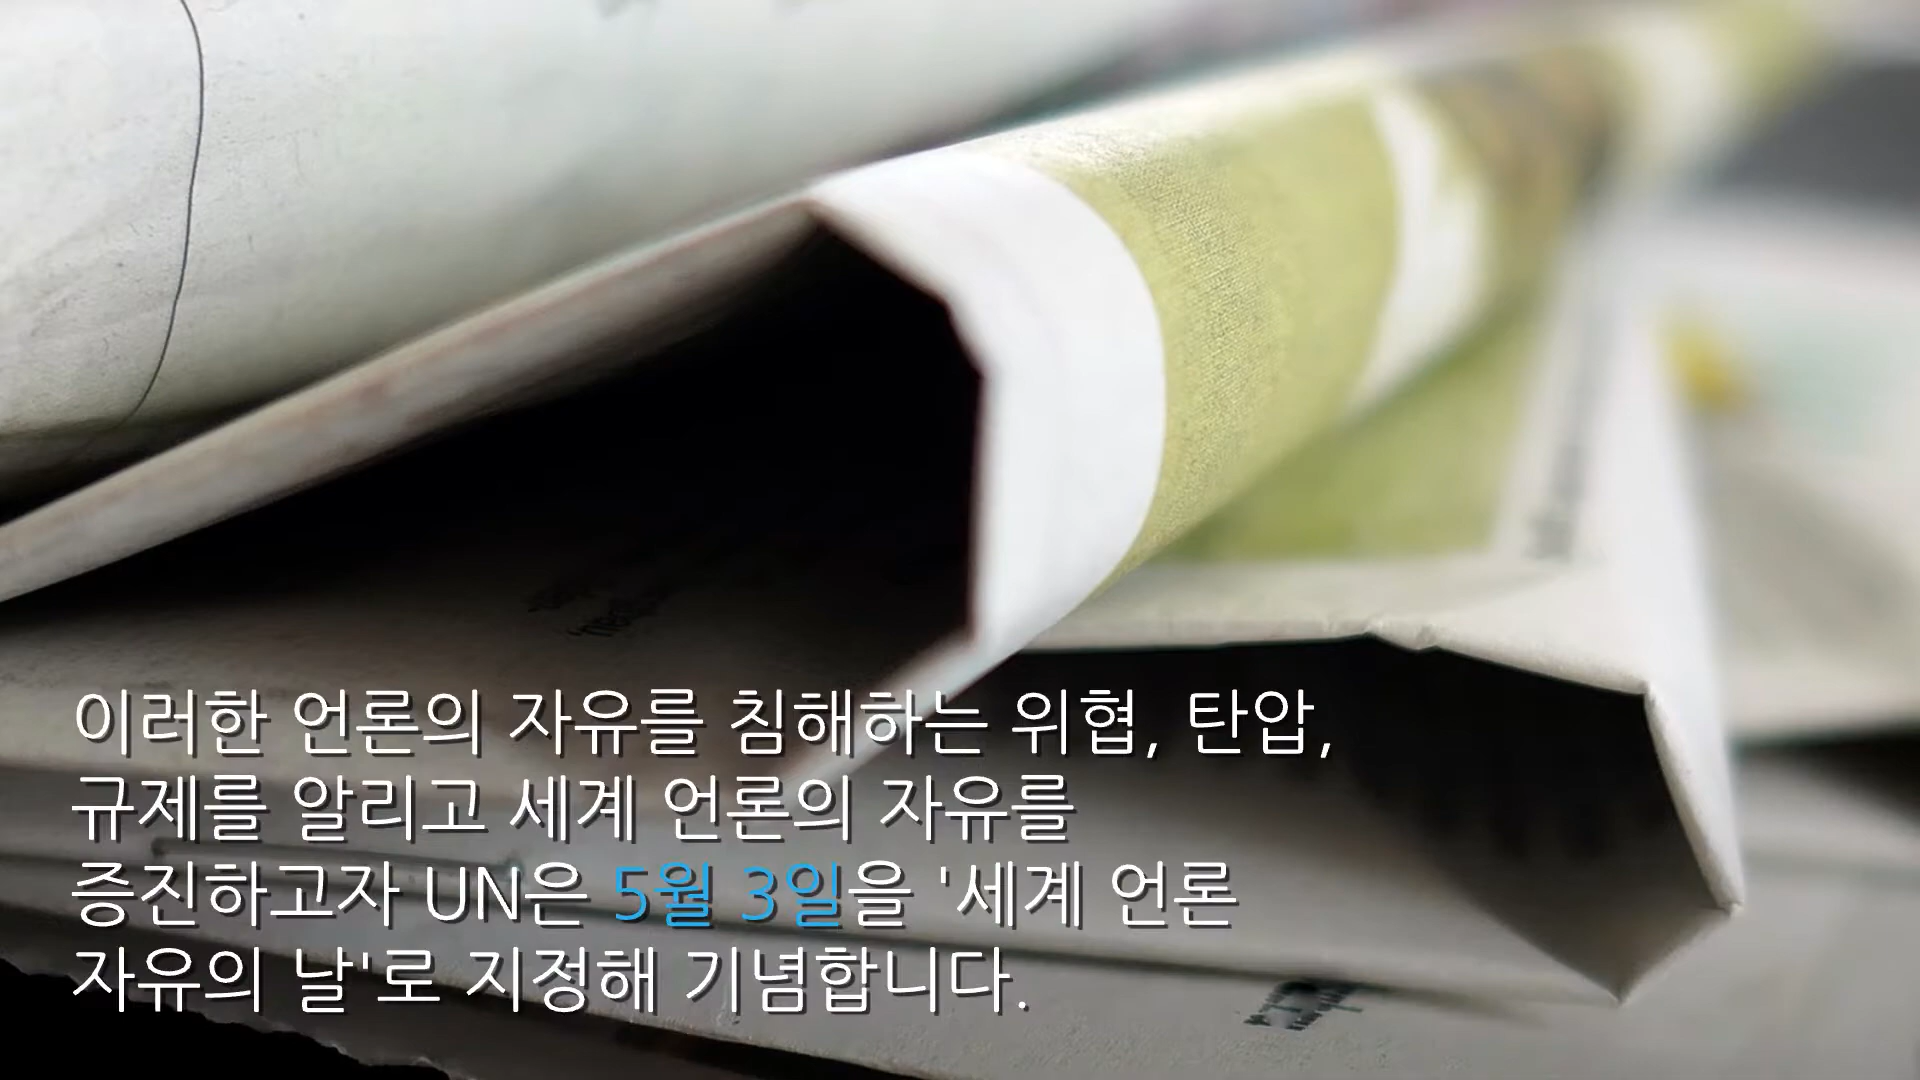 이러한 언론의 자유를 침해하는 위협, 탄압,
규제를 알리고 세계 언론의 자유를
증진하고자 UN은 5월 3일을 '세계 언론
자유의 날'로 지정해 기념합니다.